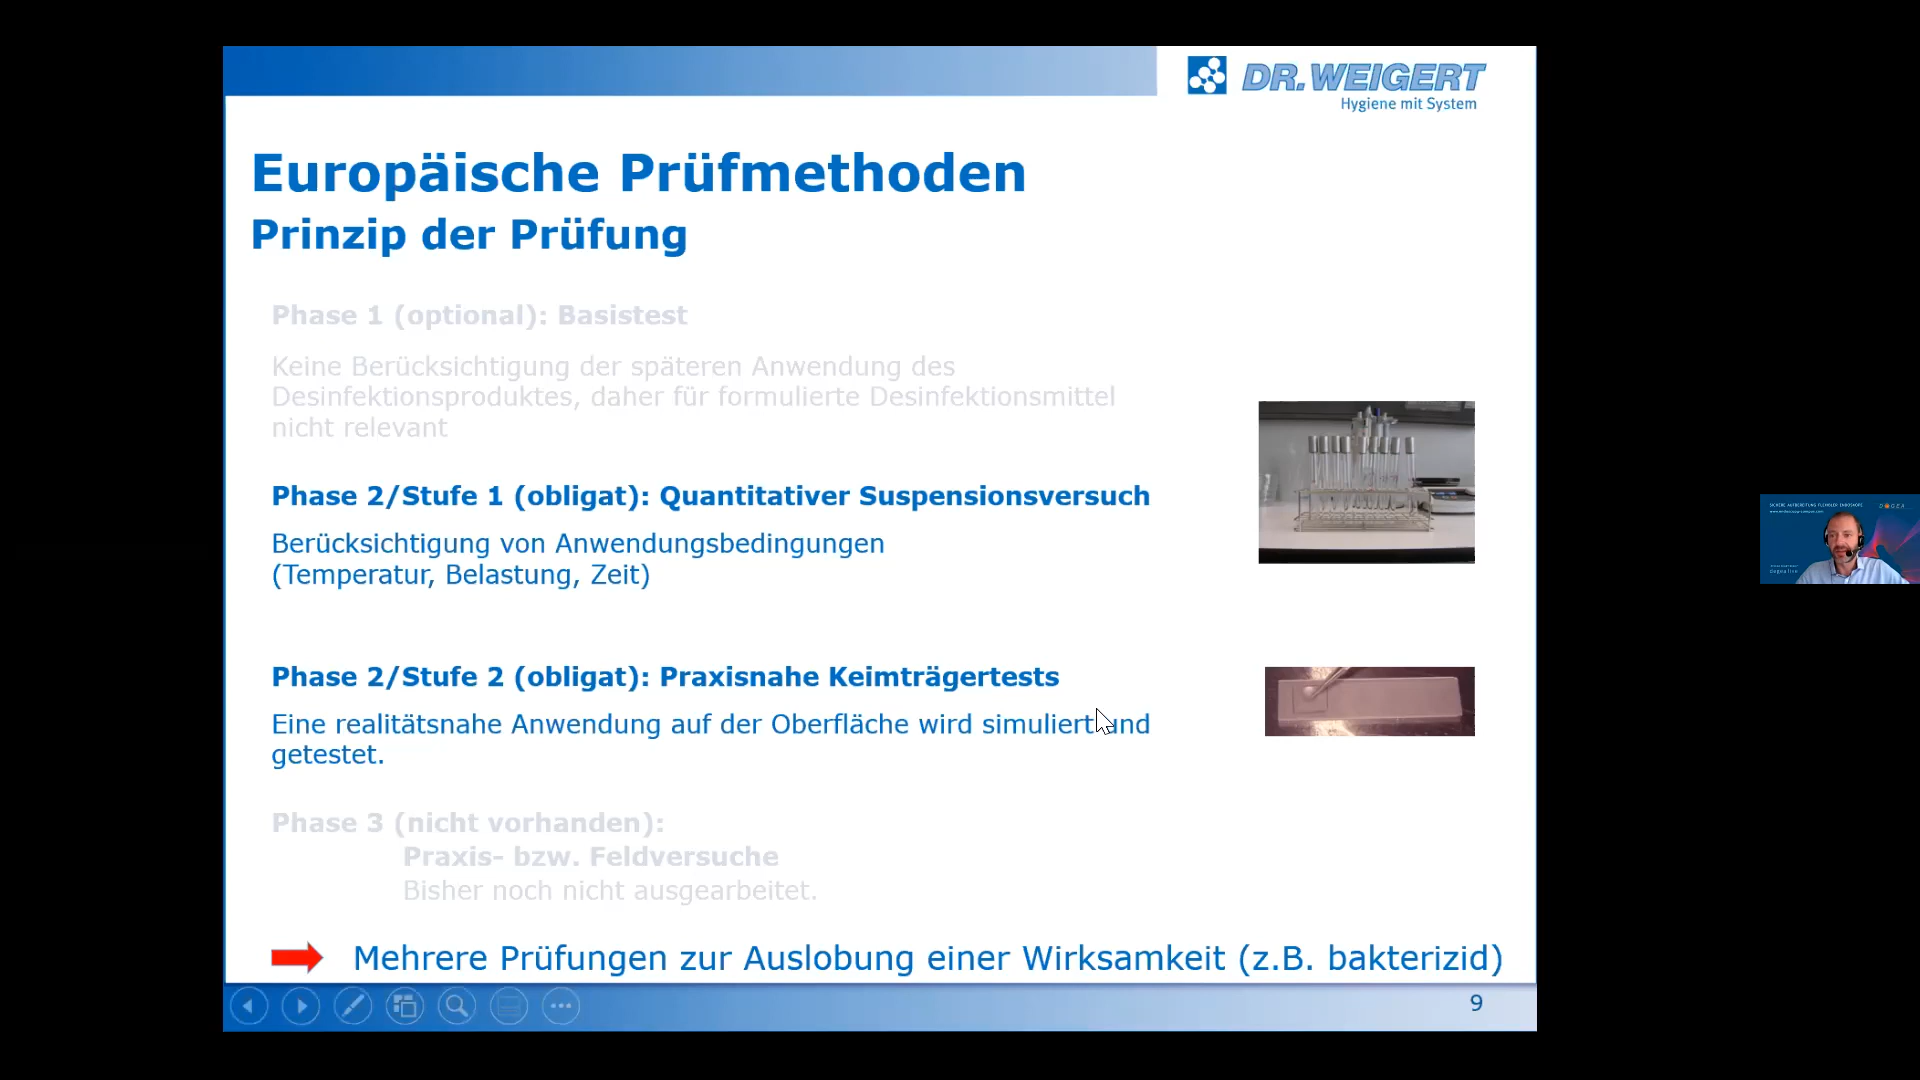 DR.WEIGERT
Hygiene mit System
Europäische Prüfmethoden
Prinzip der Prüfung
Phase 1 (optional): Basistest
Keine Berücksichtigung der späteren Anwendung des
Desinfektionsproduktes, daher für formulierte Desinfektionsmittel
nicht relevant
Phase 2/Stufe 1 (obligat): Quantitativer Suspensionsversuch
Berücksichtigung von Anwendungsbedingungen
(Temperatur, Belastung, Zeit)
Phase 2/Stufe 2 (obligat): Praxisnahe Keimträgertests
Eine realitätsnahe Anwendung auf der Oberfläche wird simuliert und
getestet.
Phase 3 (nicht vorhanden):
Praxis- bzw. Feldversuche
Bisher noch nicht ausgearbeitet.
Mehrere Prüfungen zur Auslobung einer Wirksamkeit (z.B. bakterizid)
9
SICHERE AUFBEREITUNG FLEXIBLER ENDOSKOPE